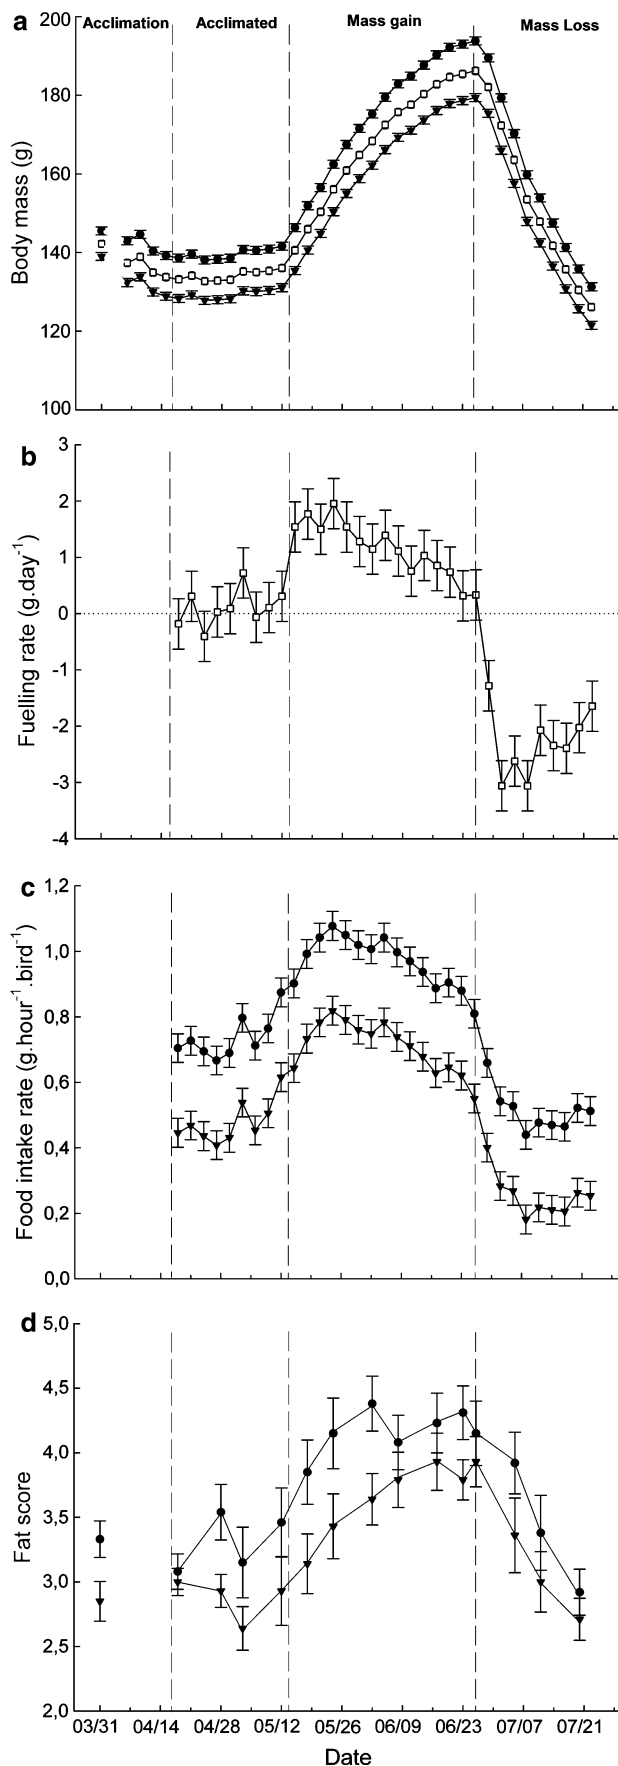 a
Acclimation Acclimated Mass gain Mass Loss
200
180
160
140
120
100
Body mass (g)
b
3
2
1
0
-1
-2
-3
-4
Fuelling rate (g.day⁻¹)
c
1,2
1,0
0,8
0,6
0,4
0,2
0,0
Food intake rate (g.hour⁻¹.bird⁻¹)
d
5,0
4,5
4,0
3,5
3,0
2,5
2,0
Fat score
03/31 04/14 04/28 05/12 05/26 06/09 06/23 07/07 07/21
Date